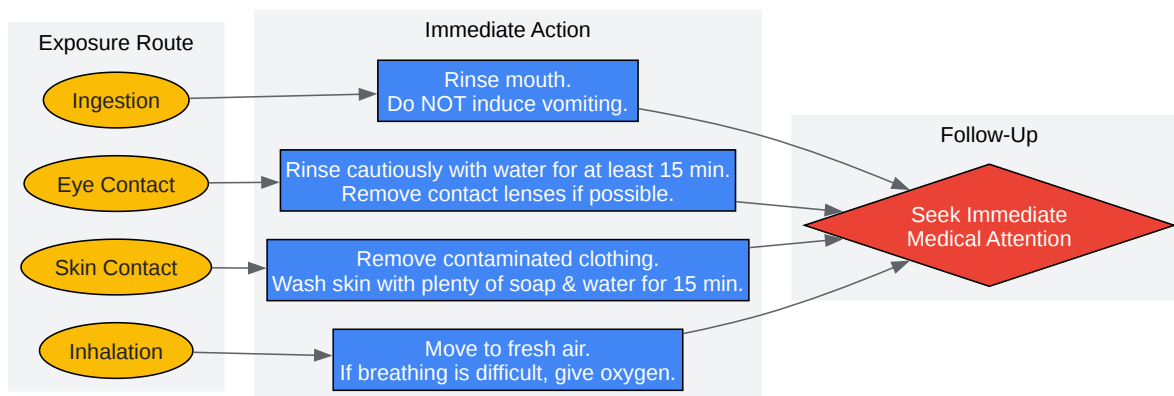 Exposure Route
Immediate Action
Follow-Up
Ingestion
Rinse mouth.
Do NOT induce vomiting.
Eye Contact
Rinse cautiously with water for at least 15 min.
Remove contact lenses if possible.
Skin Contact
Remove contaminated clothing.
Wash skin with plenty of soap & water for 15 min.
Inhalation
Move to fresh air.
If breathing is difficult, give oxygen.
Seek Immediate
Medical Attention